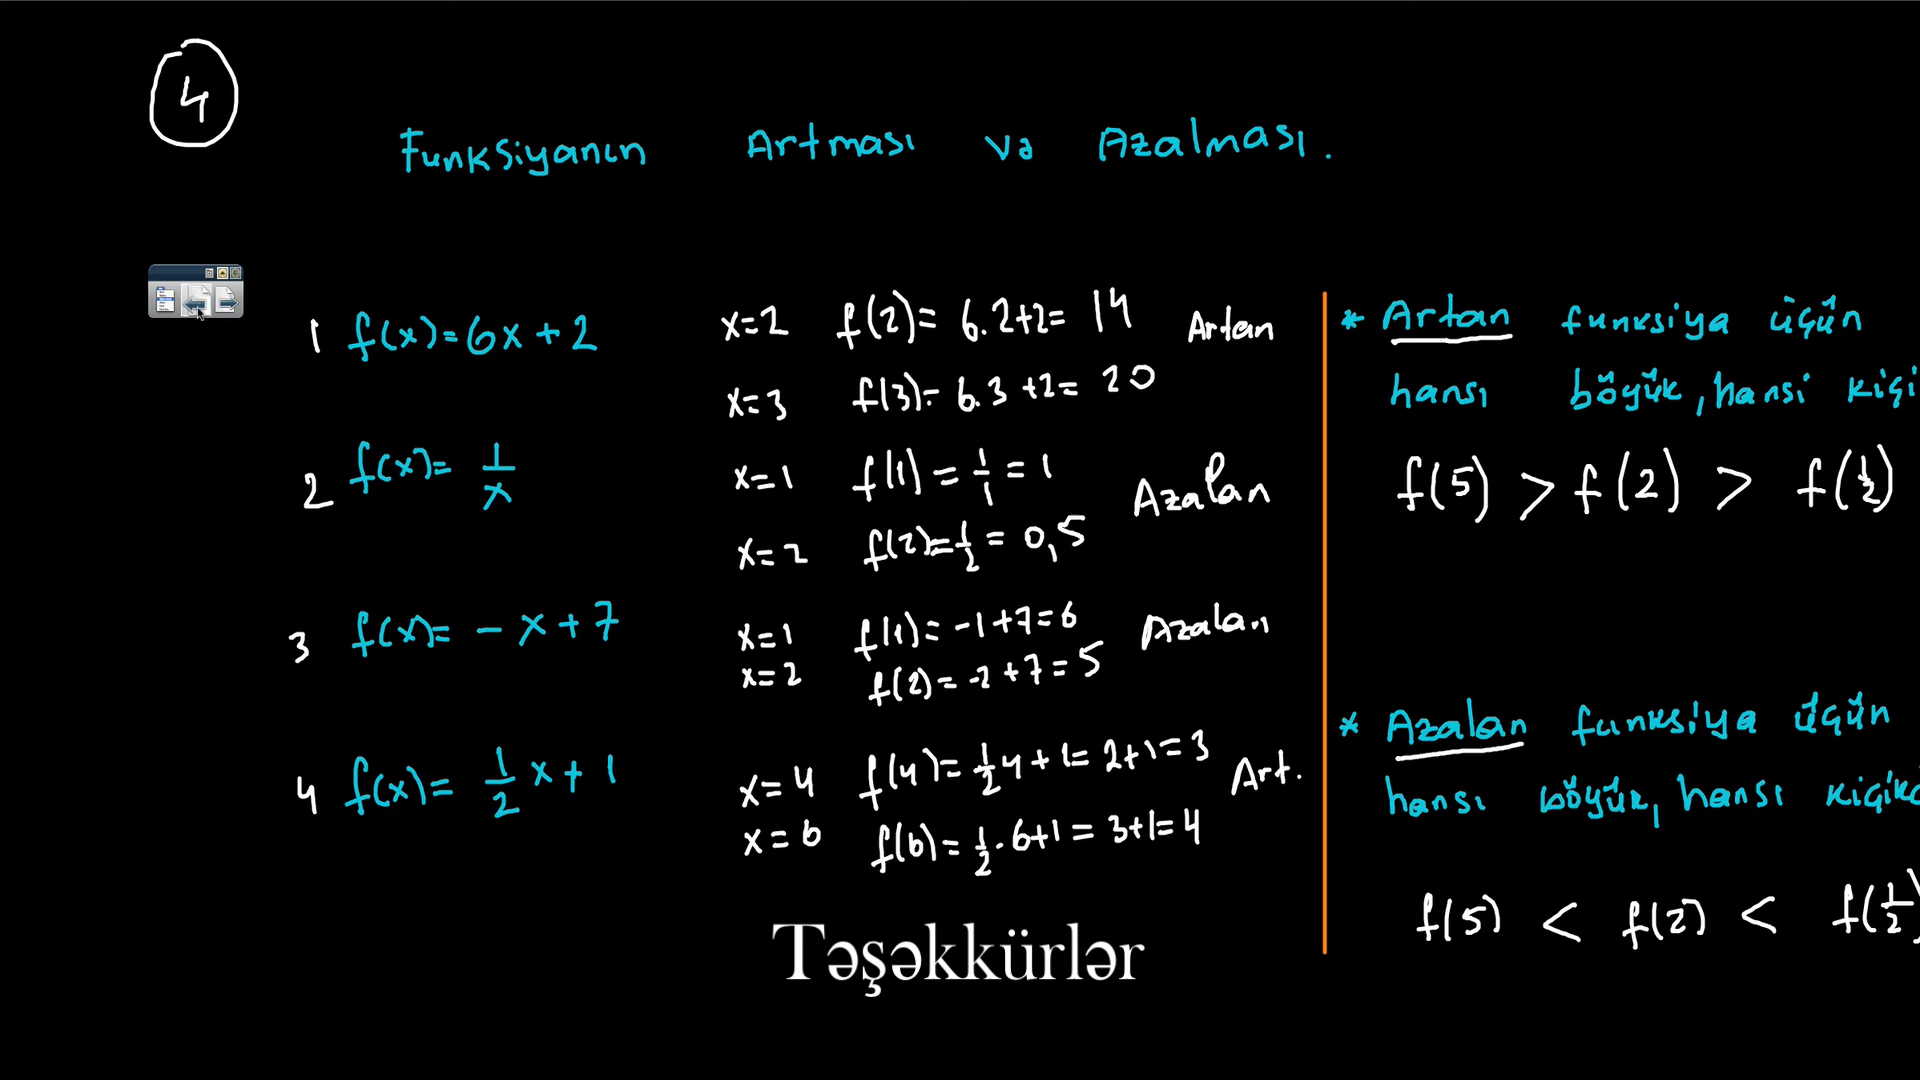 4
Funksiyanın Artması və Azalması.
1 f(x)=6x+2
x=2 f(2)= 6.2+2= 14 Artan
x=3 f(3)= 6.3+2= 20
2 f(x)= 1/x
x=1 f(1)= 1/1 = 1 Azalan
x=2 f(2)= 1/2 = 0,5
3 f(x)= -x+7
x=1 f(1)= -1+7=6 Azalan
x=2 f(2)= -2+7=5
4 f(x)= 1/2 x+1
x=4 f(4)= 1/2 4+1= 2+1=3 Art.
x=6 f(6)= 1/2 . 6+1 = 3+1=4
* Artan funksiya üçün
hansı böyük, hansi kiçi
f(5) > f(2) > f(1/2)
* Azalan funksiya üçün
hansı böyük, hansı kiçik
f(5) < f(2) < f(1/2)
Təşəkkürlər